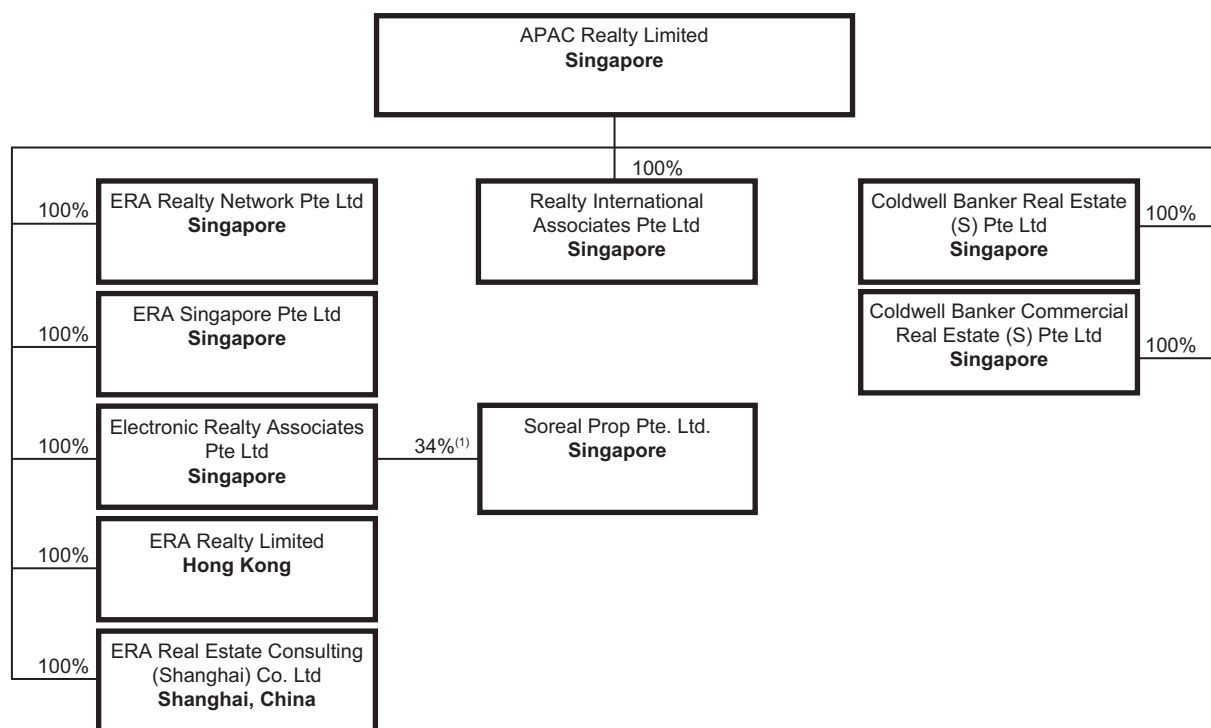 APAC Realty Limited
Singapore
100%
100%
ERA Realty Network Pte Ltd
Singapore
Realty International
Associates Pte Ltd
Singapore
Coldwell Banker Real Estate
(S) Pte Ltd
Singapore
100%
100%
ERA Singapore Pte Ltd
Singapore
Coldwell Banker Commercial
Real Estate (S) Pte Ltd
Singapore
100%
100%
Electronic Realty Associates
Pte Ltd
Singapore
34%(1)
Soreal Prop Pte. Ltd.
Singapore
100%
ERA Realty Limited
Hong Kong
100%
ERA Real Estate Consulting
(Shanghai) Co. Ltd
Shanghai, China